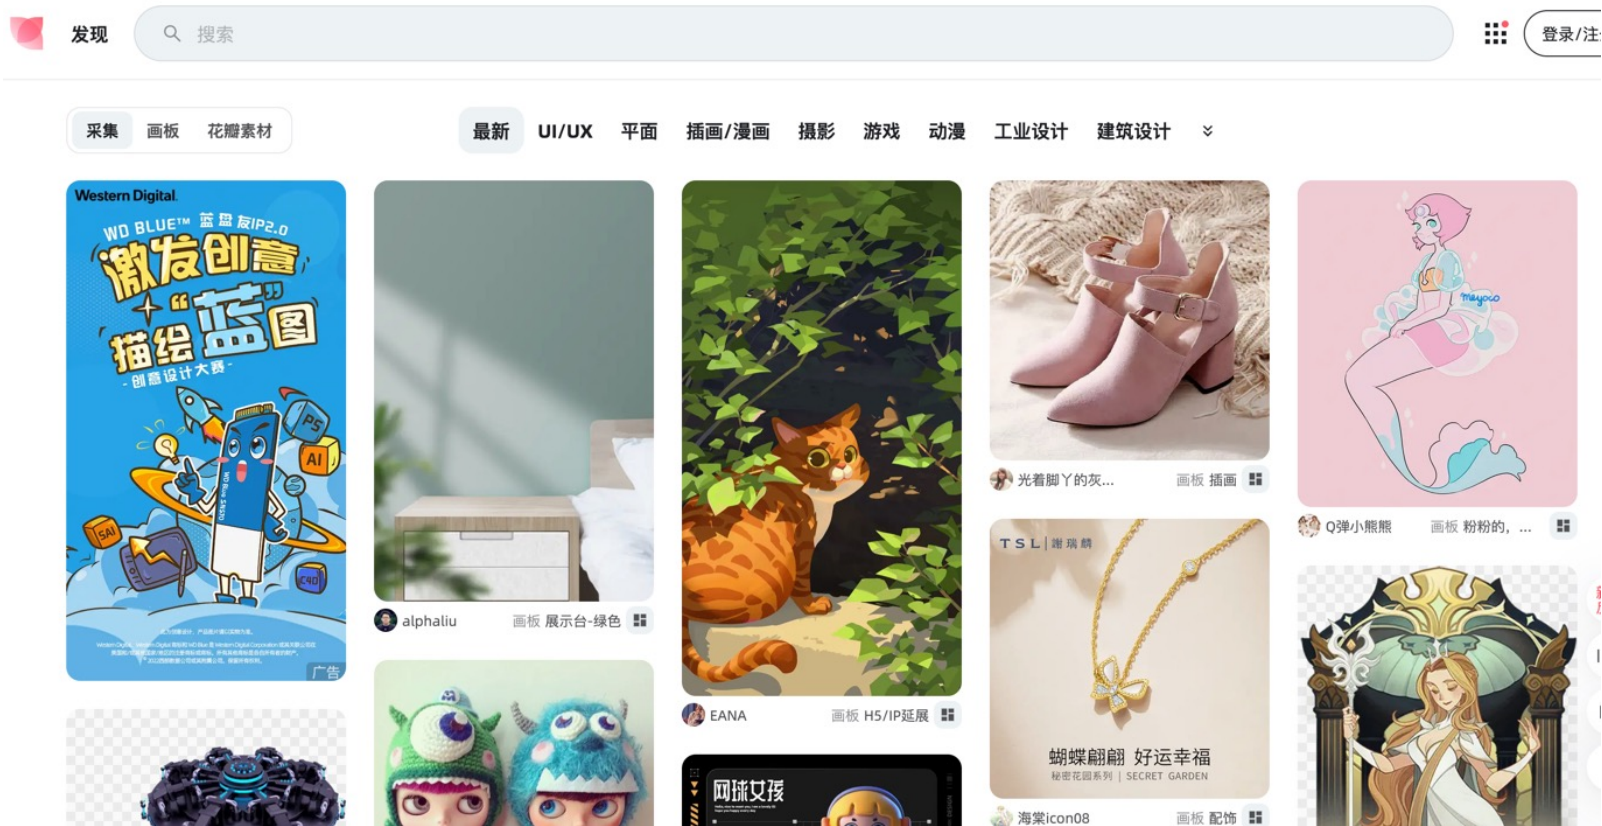 发现
搜索
登录/注
采集 画板 花瓣素材
最新 UI/UX 平面 插画/漫画 摄影 游戏 动漫 工业设计 建筑设计
Western Digital.
WD BLUE™ 蓝盘友IP2.0
激发创意
“蓝”
描绘 图
- 创意设计大赛 -
PS
AI
SAI
C4D
WD Blue SN570
广告
alphaliu 画板 展示台-绿色
EANA 画板 H5/IP延展
网球女孩
光着脚丫的灰... 画板 插画
TSL 謝瑞麟
蝴蝶翩翩 好运幸福
秘密花园系列 | SECRET GARDEN
海棠icon08 画板 配饰
meyoco
Q弹小熊熊 画板 粉粉的, ...